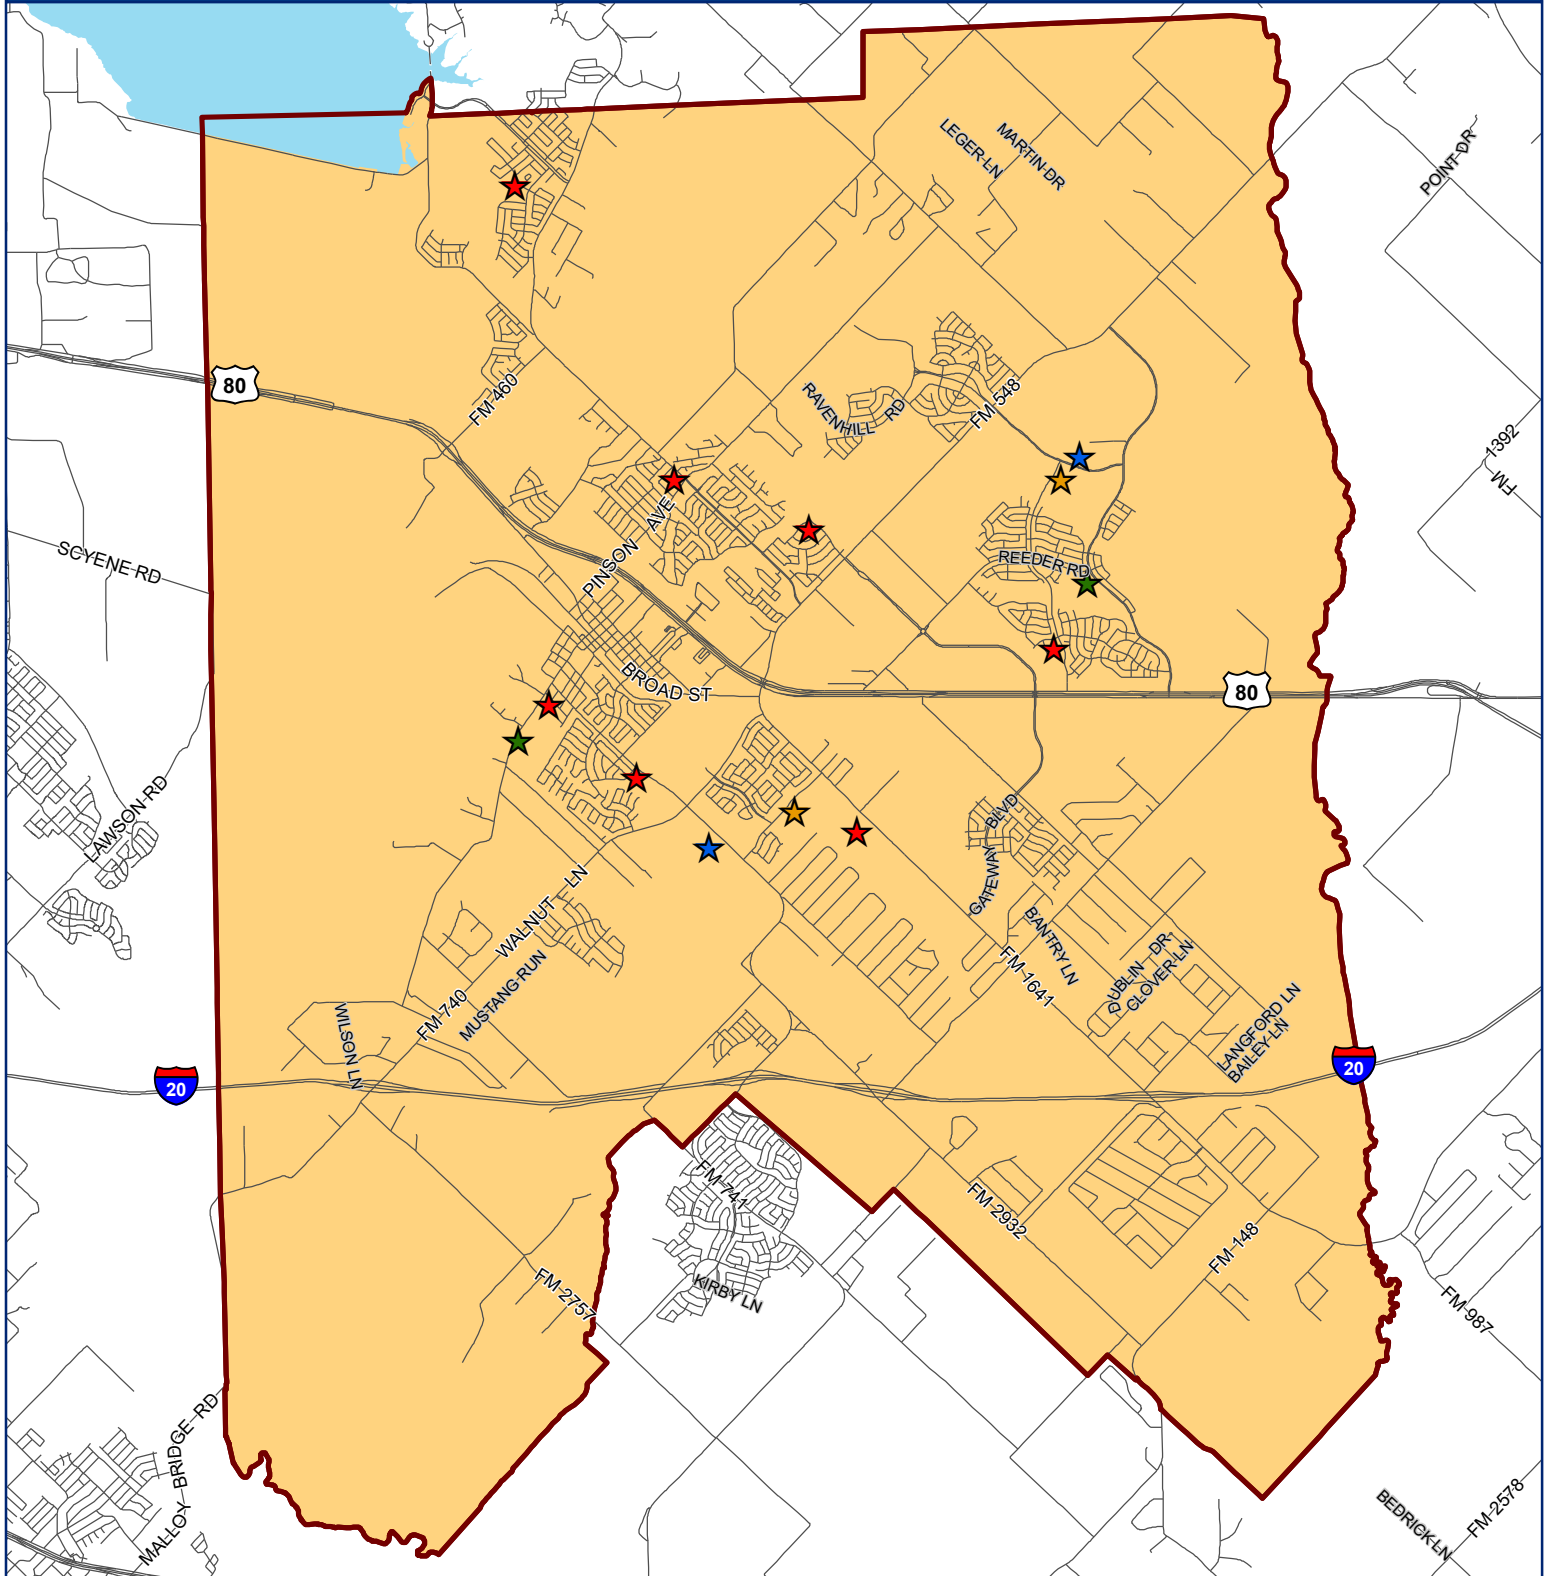 LEGER LN
MARTIN DR
POINT DR
80
FM 460
RAVENHILL RD
FM 548
FM 1392
SCYENE RD
PINSON AVE
REEDER RD
BROAD ST
80
LAWSON RD
GATEWAY BLVD
WALNUT LN
BANTRY LN
MUSTANG RUN
FM 1641
DUBLIN DR
GLOVER LN
FM 740
WILSON LN
LANGFORD LN
BAILEY LN
20
20
FM 741
FM 2932
FM 148
FM 2757
KIRBY LN
FM 987
MALLOY BRIDGE RD
BEDRICK LN
FM 2578